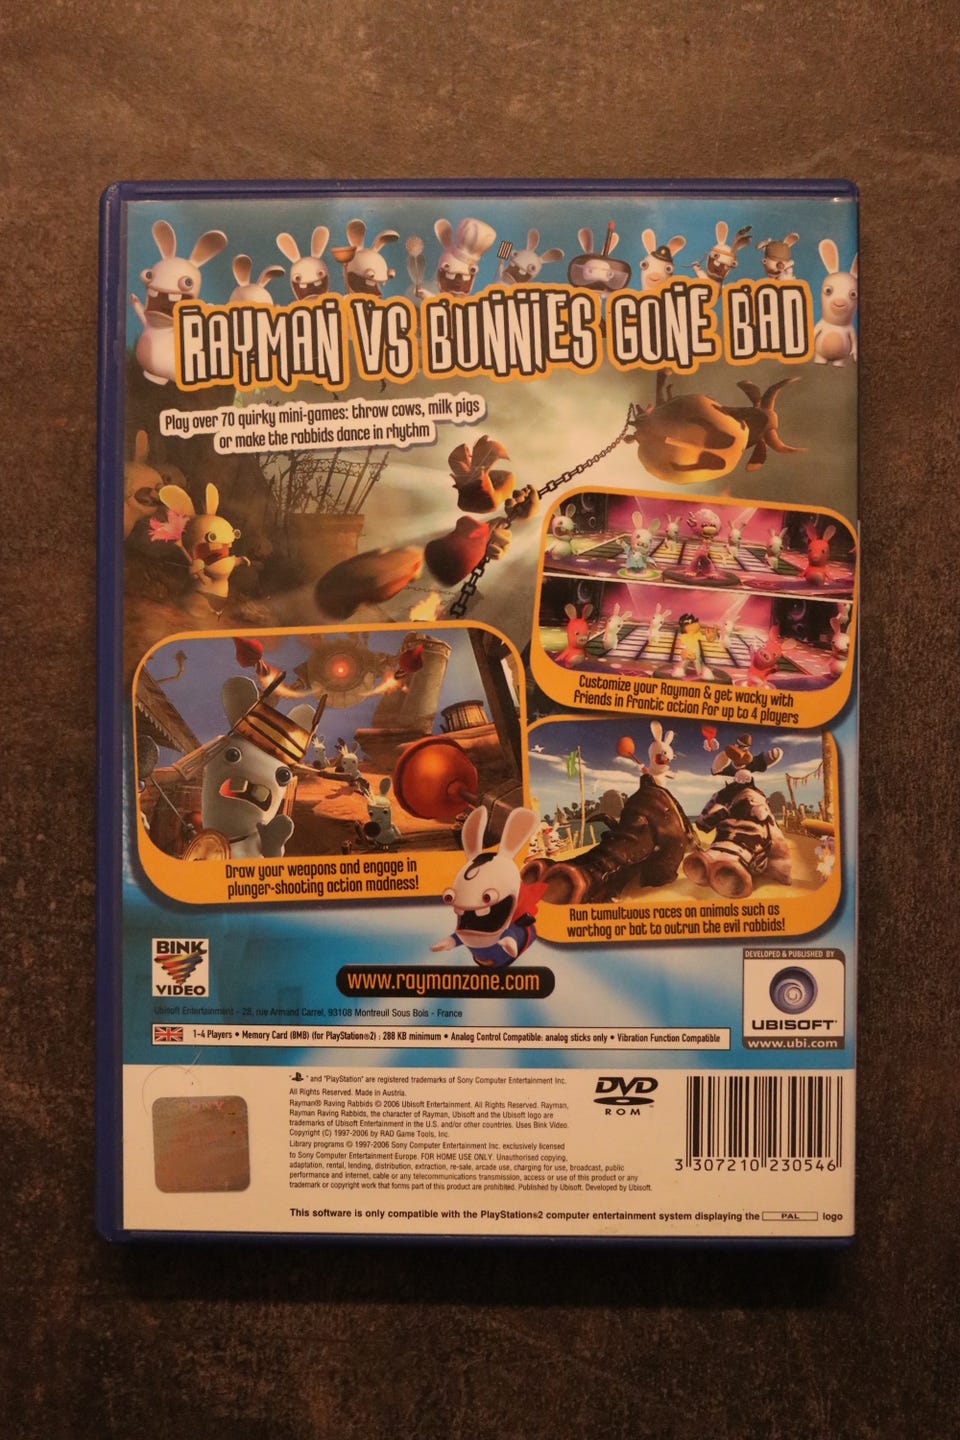 RAYMAN VS BUNNIES GONE BAD
Play over 70 quirky mini-games: throw cows, milk pigs
or make the rabbids dance in rhythm
Customize your Rayman & get wacky with
friends in frantic action for up to 4 players
Draw your weapons and engage in
plunger-shooting action madness!
Run tumultuous races on animals such as
warthog or bat to outrun the evil rabbids!
BINK
VIDEO
www.raymanzone.com
DEVELOPED & PUBLISHED BY
UBISOFT
www.ubi.com
Ubisoft Entertainment - 28, rue Armand Carrel, 93108 Montreuil Sous Bois - France
1-4 Players • Memory Card (8MB) (for PlayStation®2) : 288 KB minimum • Analog Control Compatible: analog sticks only • Vibration Function Compatible
" " and "PlayStation" are registered trademarks of Sony Computer Entertainment Inc.
All Rights Reserved. Made in Austria.
Rayman® Raving Rabbids © 2006 Ubisoft Entertainment. All Rights Reserved. Rayman,
Rayman Raving Rabbids, the character of Rayman, Ubisoft and the Ubisoft logo are
trademarks of Ubisoft Entertainment in the U.S. and/or other countries. Uses Bink Video.
Copyright (C) 1997-2006 by RAD Game Tools, Inc.
Library programs © 1997-2006 Sony Computer Entertainment Inc. exclusively licensed
to Sony Computer Entertainment Europe. FOR HOME USE ONLY. Unauthorised copying,
adaptation, rental, lending, distribution, extraction, re-sale, arcade use, charging for use, broadcast, public
performance and internet, cable or any telecommunications transmission, access or use of this product or any
trademark or copyright work that forms part of this product are prohibited. Published by Ubisoft. Developed by Ubisoft.
DVD
ROM
3 307210 230546
SONY
This software is only compatible with the PlayStation®2 computer entertainment system displaying the PAL logo